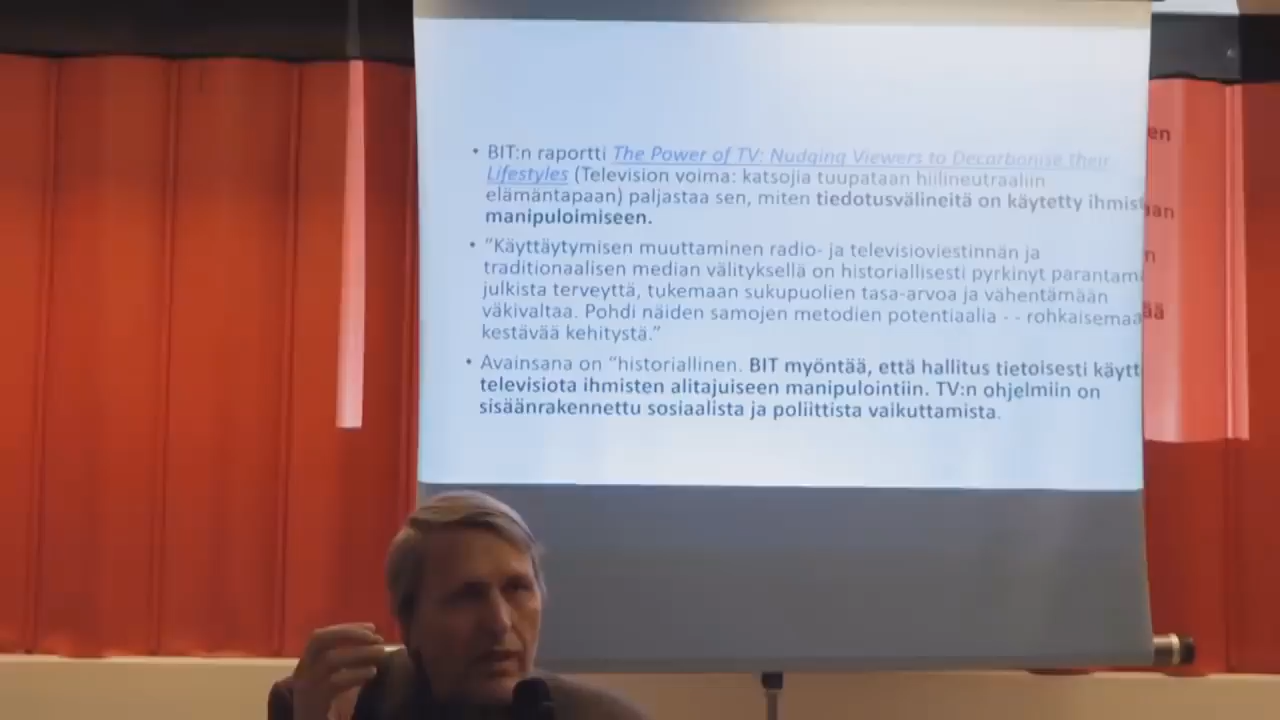 • BIT:n raportti The Power of TV: Nudging Viewers to Decarbonise their
Lifestyles (Television voima: katsojia tuupataan hiilineutraaliin
elämäntapaan) paljastaa sen, miten tiedotusvälineitä on käytetty ihmist
manipuloimiseen.
• "Käyttäytymisen muuttaminen radio- ja televisioviestinnän ja
traditionaalisen median välityksellä on historiallisesti pyrkinyt parantam
julkista terveyttä, tukemaan sukupuolien tasa-arvoa ja vähentämään
väkivaltaa. Pohdi näiden samojen metodien potentiaalia - - rohkaisemaa
kestävää kehitystä."
• Avainsana on "historiallinen. BIT myöntää, että hallitus tietoisesti käytt
televisiota ihmisten alitajuiseen manipulointiin. TV:n ohjelmiin on
sisäänrakennettu sosiaalista ja poliittista vaikuttamista.